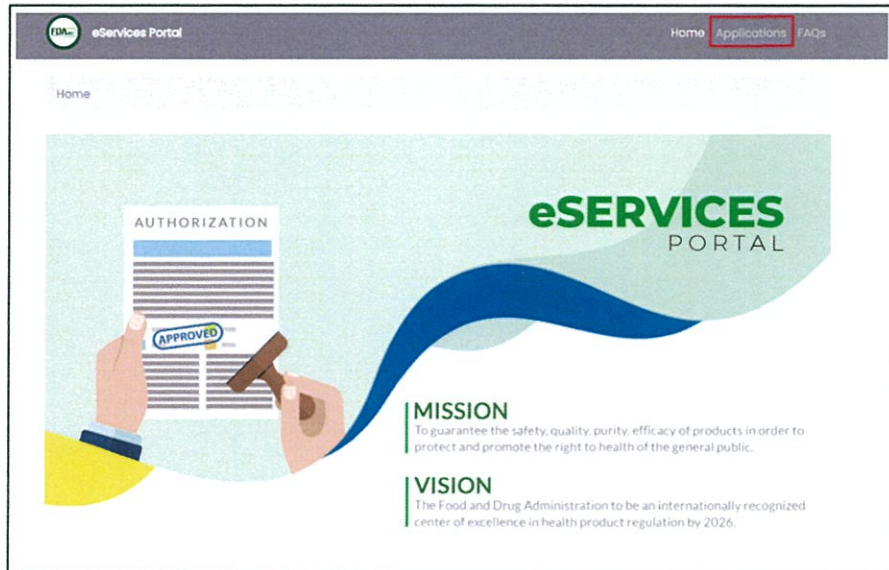 FDA
eServices Portal
Home Applications FAQs
Home
AUTHORIZATION
APPROVED
eSERVICES
PORTAL
MISSION
To guarantee the safety, quality, purity, efficacy of products in order to
protect and promote the right to health of the general public.
VISION
The Food and Drug Administration to be an internationally recognized
center of excellence in health product regulation by 2026.